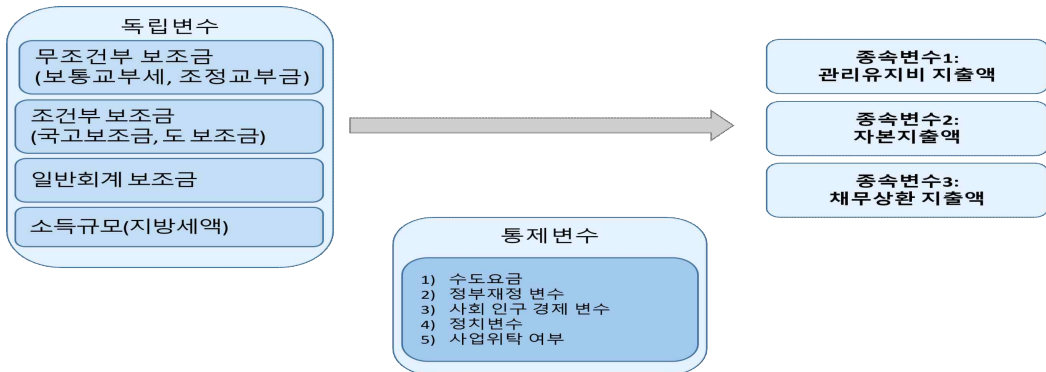 독립변수
무조건부 보조금
(보통교부세, 조정교부금)
조건부 보조금
(국고보조금, 도 보조금)
일반회계 보조금
소득규모(지방세액)
종속변수1:
관리유지비 지출액
종속변수2:
자본지출액
종속변수3:
채무상환 지출액
통제변수
1) 수도요금
2) 정부재정 변수
3) 사회 인구 경제 변수
4) 정치변수
5) 사업위탁 여부